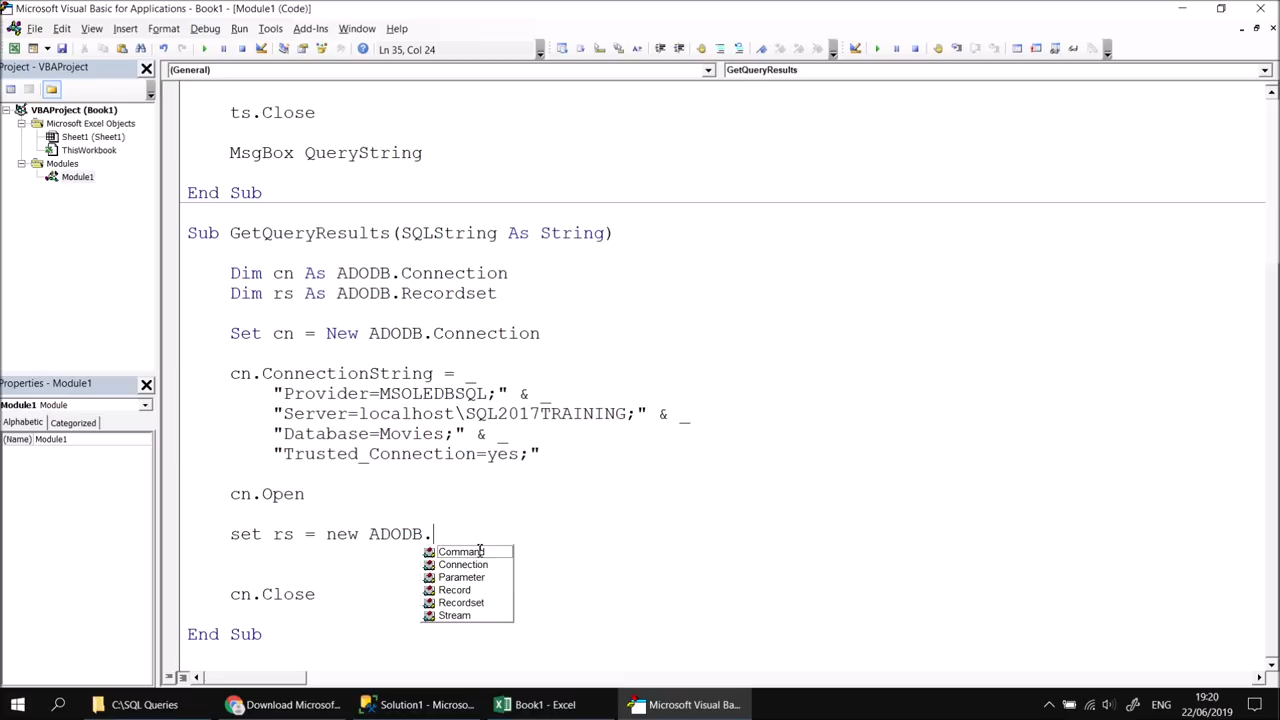 Microsoft Visual Basic for Applications - Book1 - [Module1 (Code)]
File Edit View Insert Format Debug Run Tools Add-Ins Window Help
Ln 35, Col 24
Project - VBAProject
(General) GetQueryResults
VBAProject (Book1)
Microsoft Excel Objects
Sheet1 (Sheet1)
ThisWorkbook
Modules
Module1
Properties - Module1
Module1 Module
Alphabetic Categorized
(Name) Module1
ts.Close
MsgBox QueryString
End Sub
Sub GetQueryResults(SQLString As String)
Dim cn As ADODB.Connection
Dim rs As ADODB.Recordset
Set cn = New ADODB.Connection
cn.ConnectionString = _
"Provider=MSOLEDBSQL;" & _
"Server=localhost\SQL2017TRAINING;" & _
"Database=Movies;" & _
"Trusted_Connection=yes;"
cn.Open
set rs = new ADODB.
Command
Connection
Parameter
Record
Recordset
Stream
cn.Close
End Sub
C:\SQL Queries Download Microsof... Solution1 - Microso... Book1 - Excel Microsoft Visual Ba... ENG 19:20
22/06/2019